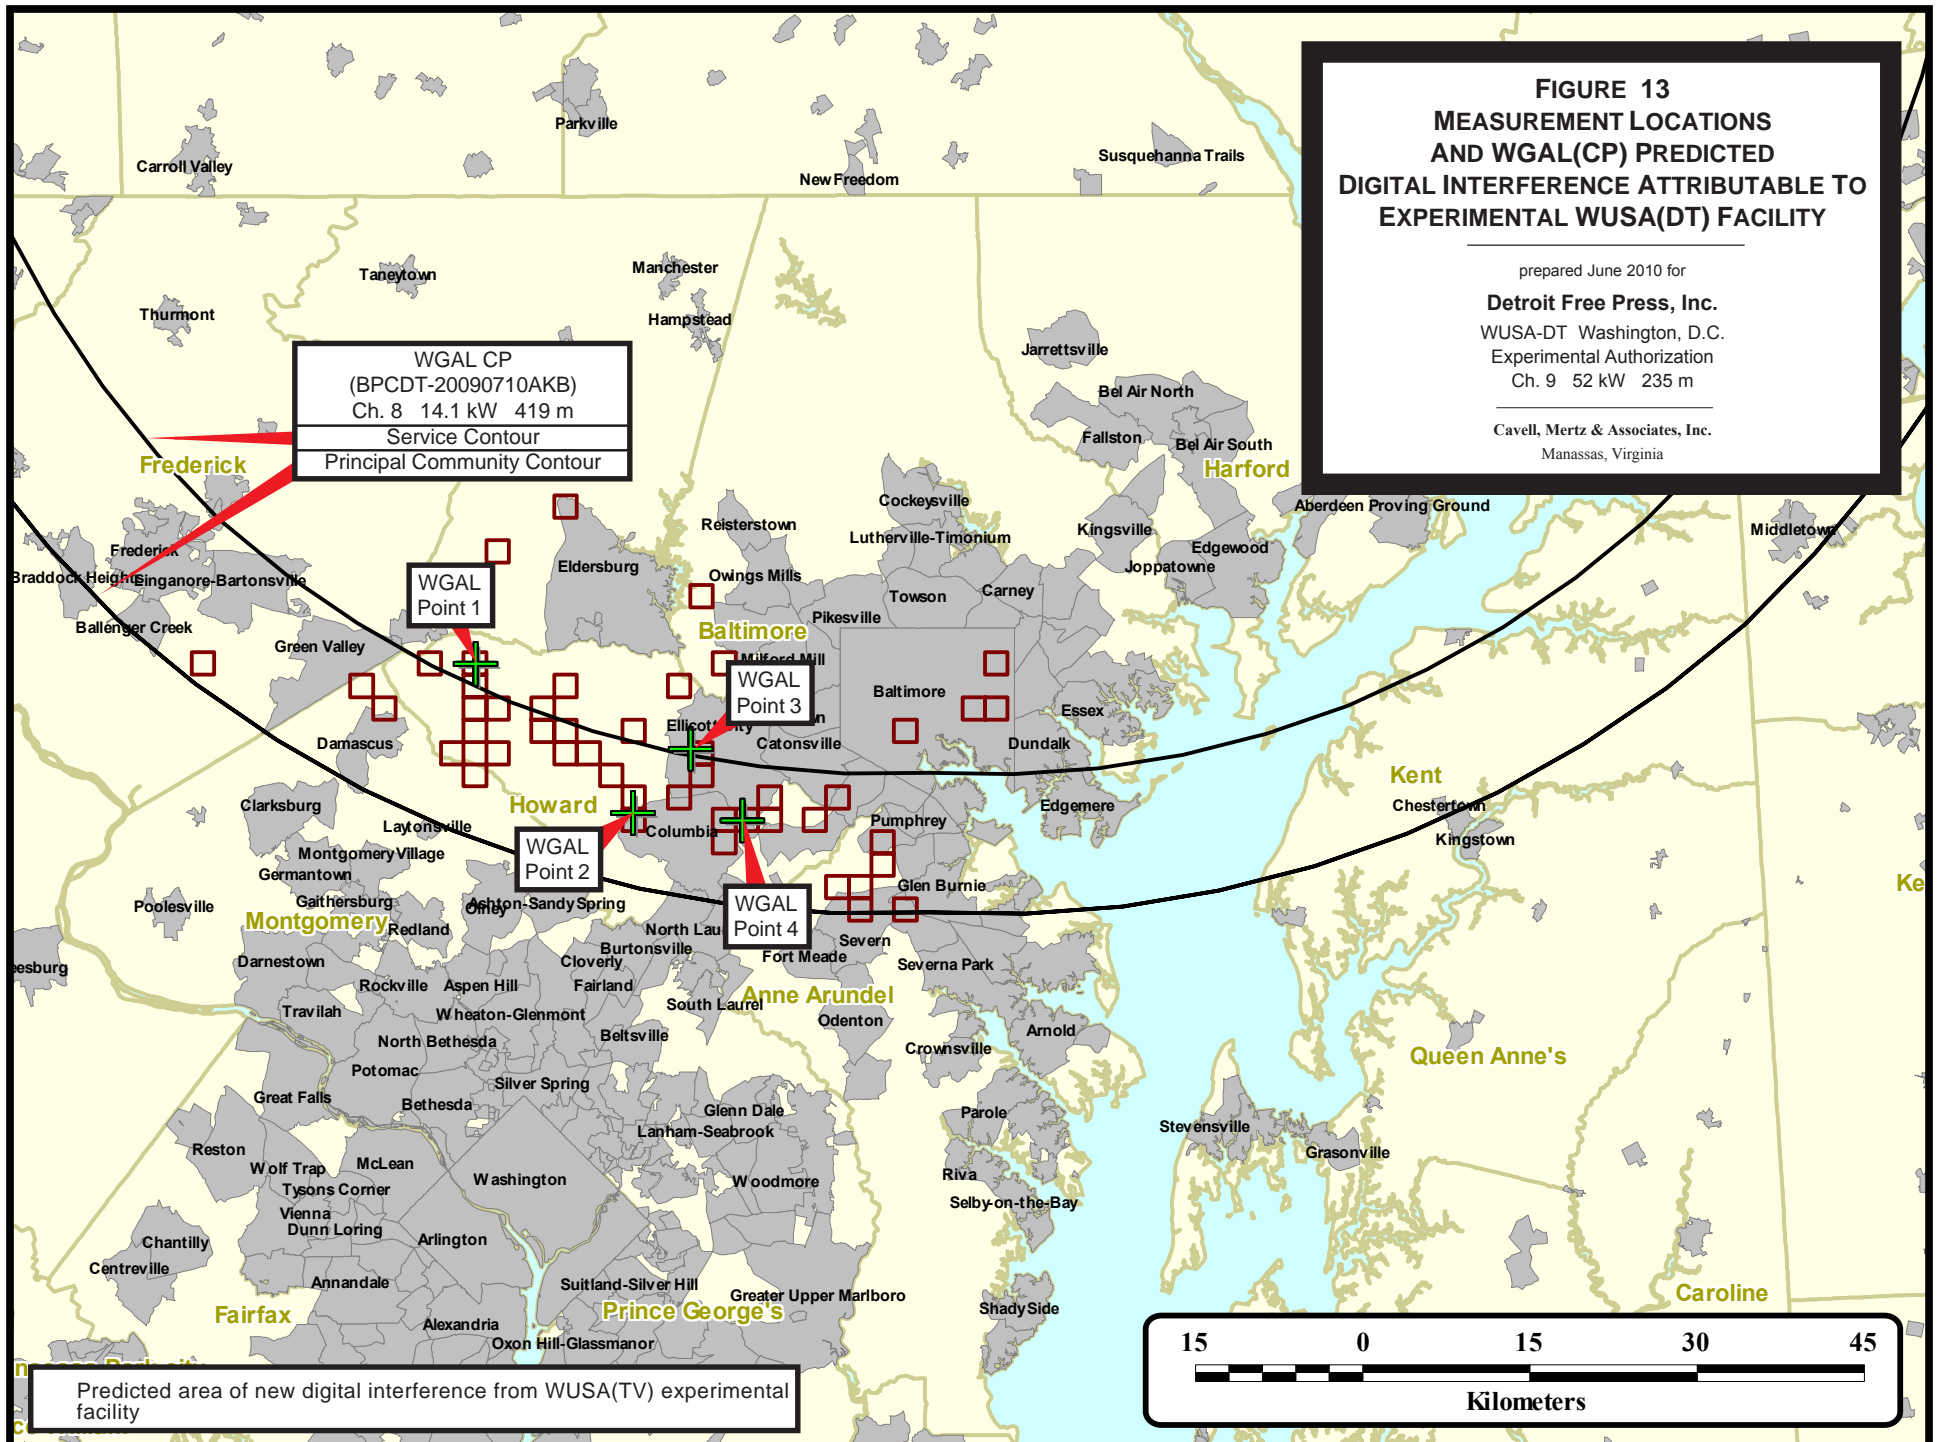 FIGURE 13
MEASUREMENT LOCATIONS
AND WGAL(CP) PREDICTED
DIGITAL INTERFERENCE ATTRIBUTABLE TO
EXPERIMENTAL WUSA(DT) FACILITY
prepared June 2010 for
Detroit Free Press, Inc.
WUSA-DT Washington, D.C.
Experimental Authorization
Ch. 9 52 kW 235 m
Cavell, Mertz & Associates, Inc.
Manassas, Virginia
Parkville
Carroll Valley
New Freedom
Susquehanna Trails
Taneytown
Manchester
Thurmont
Hampstead
Jarrettsville
WGAL CP
(BPCDT-20090710AKB)
Ch. 8 14.1 kW 419 m
Service Contour
Principal Community Contour
Bel Air North
Fallston
Bel Air South
Frederick
Harford
Cockeysville
Aberdeen Proving Ground
Reisterstown
Kingsville
Middletown
Lutherville-Timonium
Edgewood
Frederick
Eldersburg
Joppatowne
Braddock Heights
Linganore-Bartonsville
Owings Mills
WGAL
Point 1
Towson
Carney
Pikesville
Ballenger Creek
Baltimore
Green Valley
Milford Mill
WGAL
Point 3
Baltimore
Essex
Ellicott City
Damascus
Catonsville
Dundalk
Kent
Clarksburg
Howard
Edgemere
Chestertown
Laytonsville
Columbia
Pumphrey
Kingstown
WGAL
Point 2
Montgomery Village
Germantown
Glen Burnie
Ke
Gaithersburg
Poolesville
Ashton-Sandy Spring
Olney
WGAL
Point 4
Montgomery
Redland
North Lau
Severn
Burtonsville
Fort Meade
Darnestown
Cloverly
Severna Park
eesburg
Rockville
Aspen Hill
Fairland
Anne Arundel
South Laurel
Travilah
Wheaton-Glenmont
Odenton
Arnold
Beltsville
North Bethesda
Crownsville
Queen Anne's
Potomac
Silver Spring
Great Falls
Bethesda
Glenn Dale
Parole
Lanham-Seabrook
Stevensville
Reston
Grasonville
McLean
Wolf Trap
Washington
Riva
Woodmore
Tysons Corner
Selby-on-the-Bay
Vienna
Dunn Loring
Chantilly
Arlington
Centreville
Annandale
Suitland-Silver Hill
Greater Upper Marlboro
Caroline
Shady Side
Fairfax
Prince George's
Alexandria
Oxon Hill-Glassmanor
15 0 15 30 45
Kilometers
Predicted area of new digital interference from WUSA(TV) experimental
facility